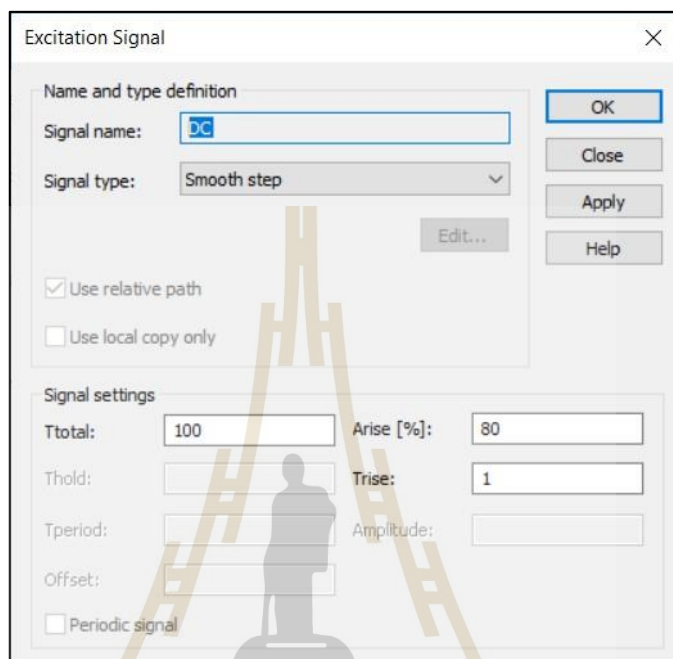 Excitation Signal
Name and type definition
Signal name: DC
Signal type: Smooth step
Edit...
Use relative path
Use local copy only
OK
Close
Apply
Help
Signal settings
Ttotal: 100 Arise [%]: 80
Thold: Trise: 1
Tperiod: Amplitude:
Offset:
Periodic signal